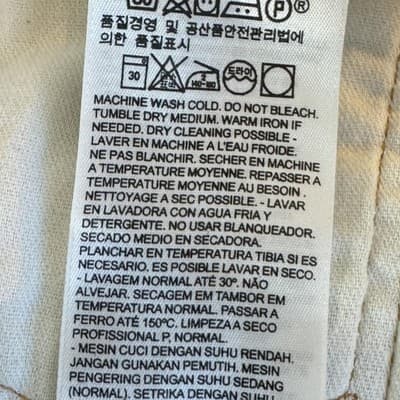 30 P ®
품질경영 및 공산품안전관리법에
의한 품질표시
30 2 140-160 드라이
MACHINE WASH COLD. DO NOT BLEACH.
TUMBLE DRY MEDIUM. WARM IRON IF
NEEDED. DRY CLEANING POSSIBLE -
LAVER EN MACHINE A L'EAU FROIDE.
NE PAS BLANCHIR. SECHER EN MACHINE
A TEMPERATURE MOYENNE. REPASSER A
TEMPERATURE MOYENNE AU BESOIN .
NETTOYAGE A SEC POSSIBLE. - LAVAR
EN LAVADORA CON AGUA FRIA Y
DETERGENTE. NO USAR BLANQUEADOR.
SECADO MEDIO EN SECADORA.
PLANCHAR EN TEMPERATURA TIBIA SI ES
NECESARIO. ES POSIBLE LAVAR EN SECO.
- LAVAGEM NORMAL ATÉ 30º. NÃO
ALVEJAR. SECAGEM EM TAMBOR EM
TEMPERATURA NORMAL. PASSAR A
FERRO ATÉ 150ºC. LIMPEZA A SECO
PROFISSIONAL P, NORMAL.
- MESIN CUCI DENGAN SUHU RENDAH.
JANGAN GUNAKAN PEMUTIH. MESIN
PENGERING DENGAN SUHU SEDANG
(NORMAL). SETRIKA DENGAN SUHU